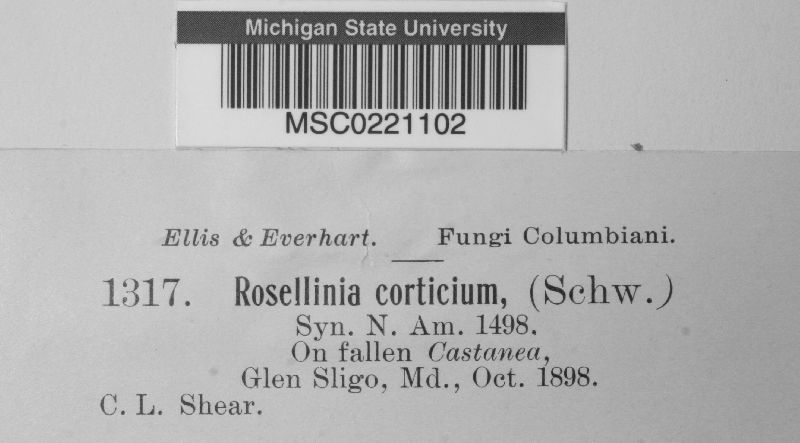 Michigan State University
MSC0221102
Ellis & Everhart. Fungi Columbiani.
1317. Rosellinia corticium, (Schw.)
Syn. N. Am. 1498.
On fallen Castanea,
Glen Sligo, Md., Oct. 1898.
C. L. Shear.